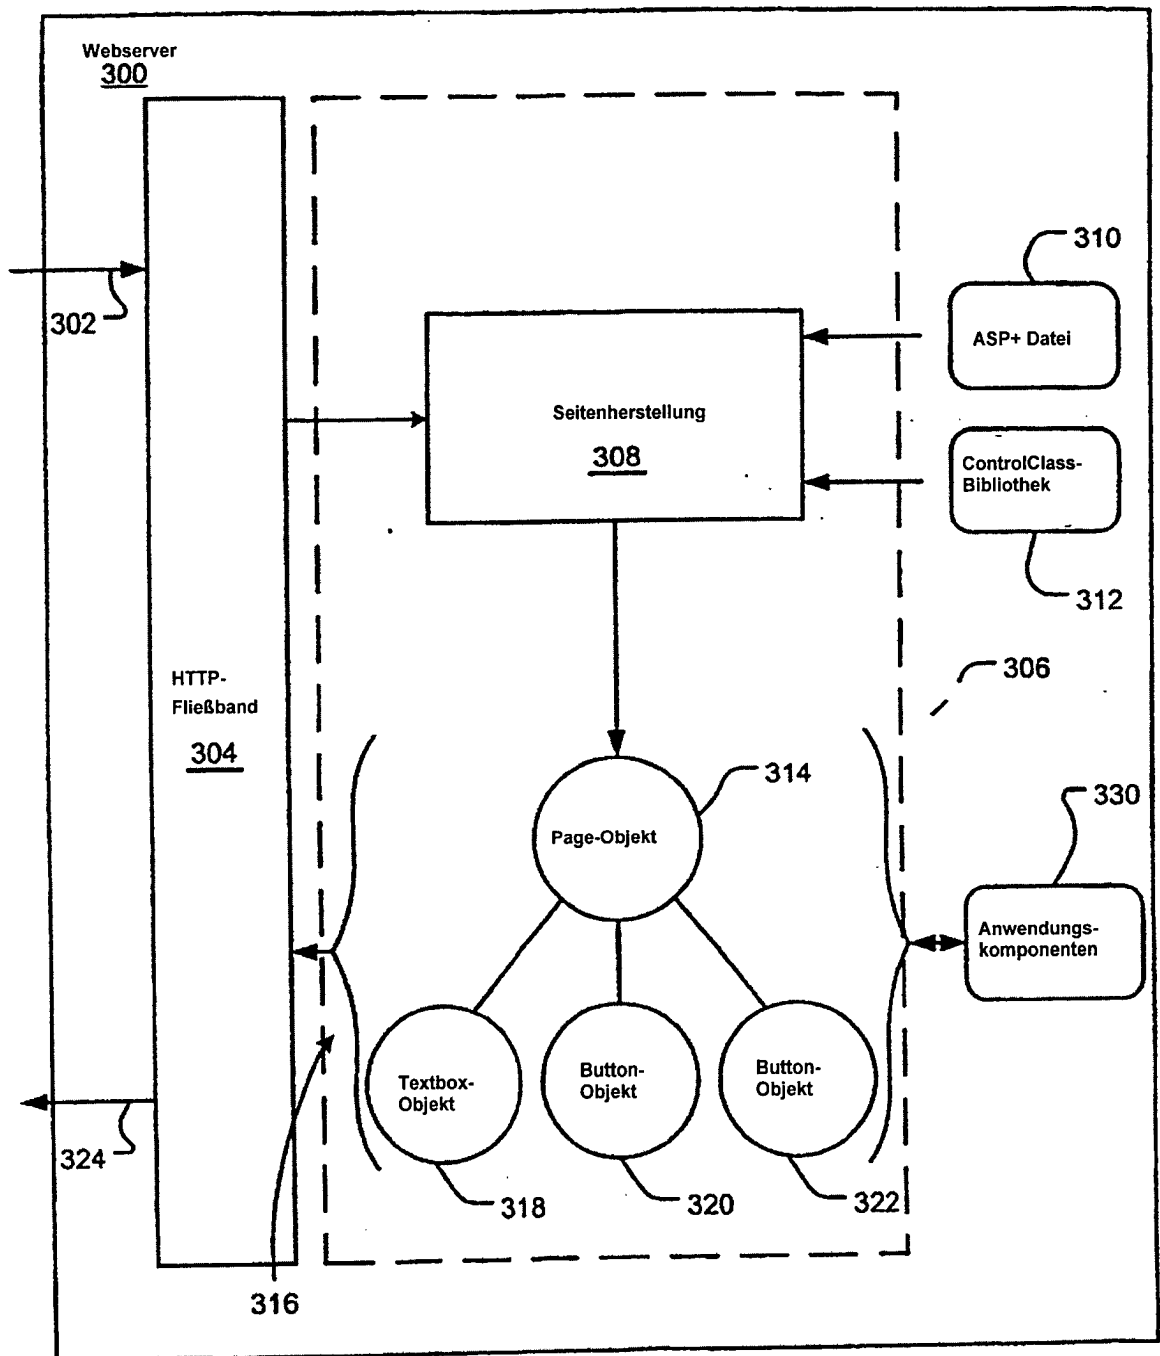 Webserver
300
310
302
ASP+ Datei
Seitenherstellung
308
ControlClass-
Bibliothek
312
306
HTTP-
Fließband
304
314
330
Page-Objekt
Anwendungs-
komponenten
Textbox-
Objekt
Button-
Objekt
Button-
Objekt
324
318
320
322
316